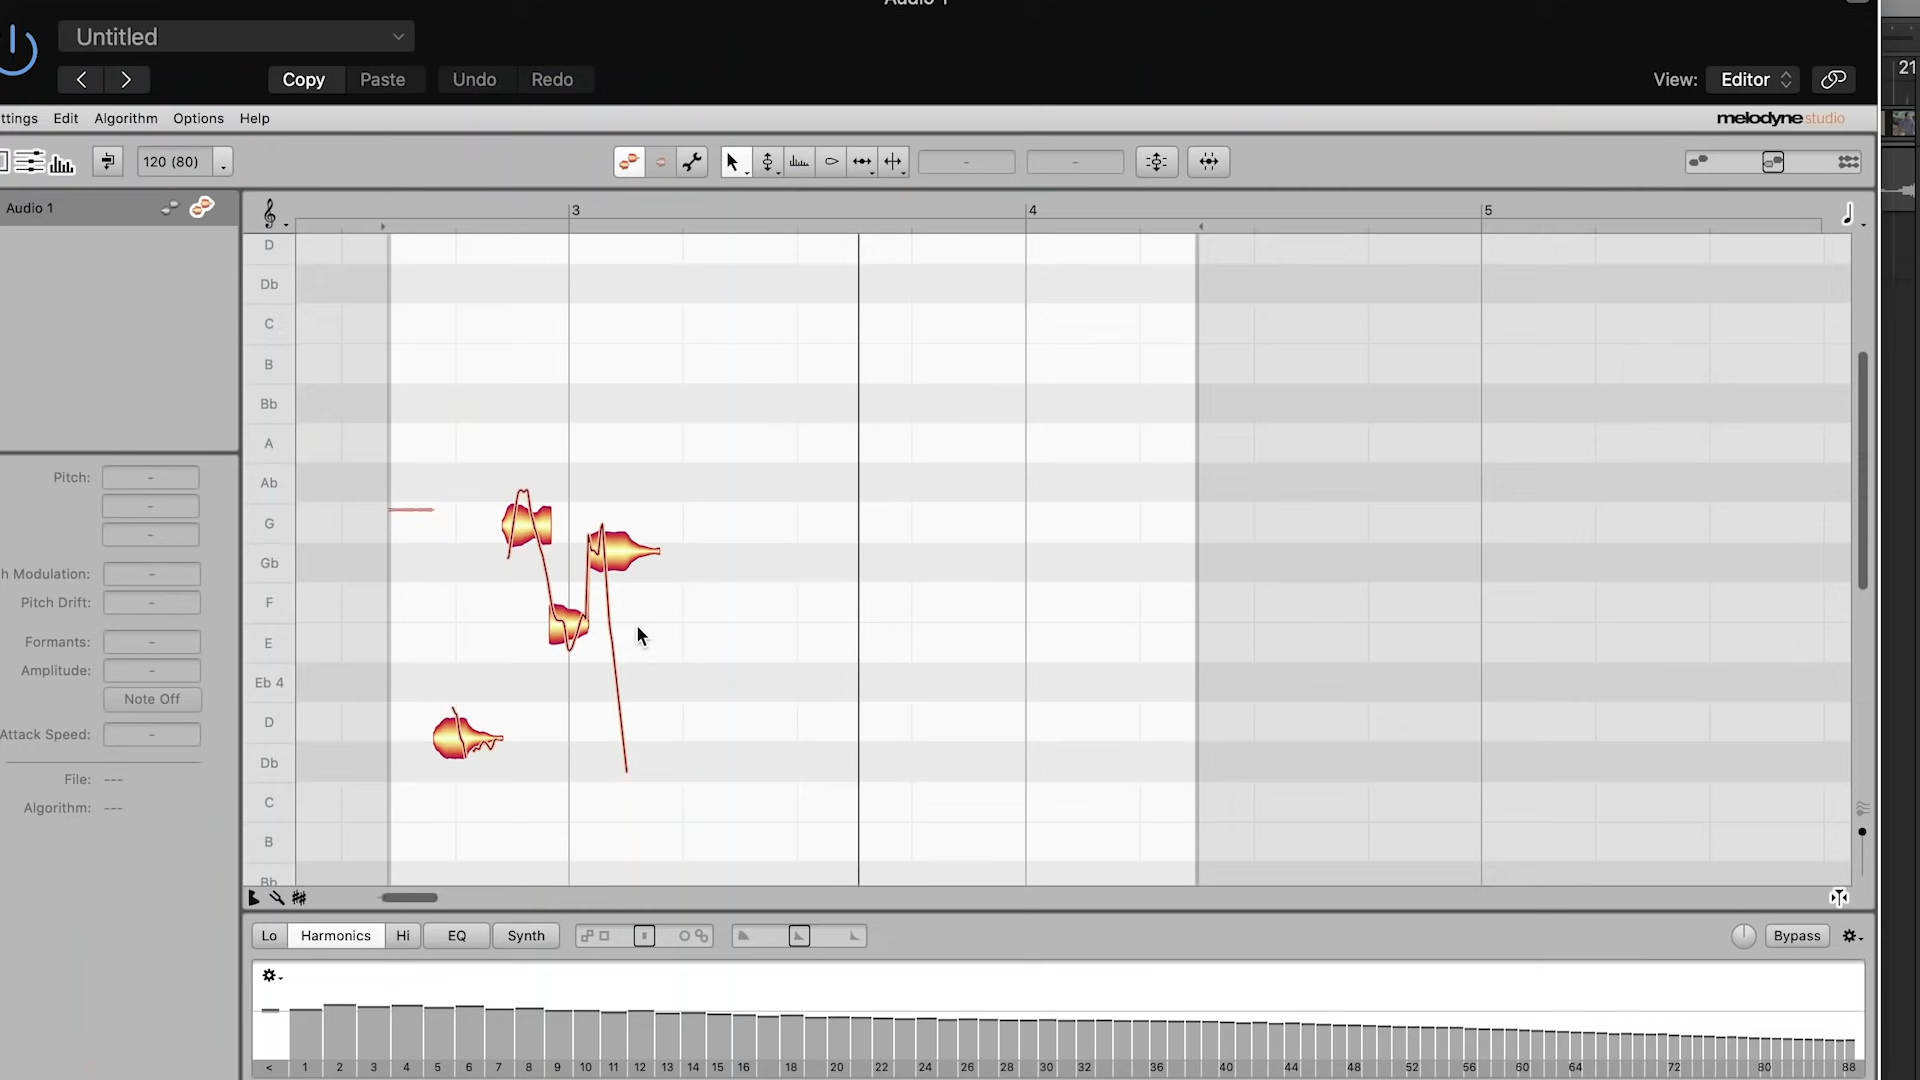 Untitled
Copy Paste Undo Redo
View: Editor
21
ttings Edit Algorithm Options Help
melodyne studio
120 (80)
- -
Audio 1
3 4 5
D
Db
C
B
Bb
A
Ab
G
Gb
F
E
Eb 4
D
Db
C
B
Pitch: -
-
-
h Modulation: -
Pitch Drift: -
Formants: -
Amplitude: -
Note Off
Attack Speed: -
File: ---
Algorithm: ---
Lo Harmonics Hi EQ Synth
Bypass
< 1 2 3 4 5 6 7 8 9 10 11 12 13 14 15 16 18 20 22 24 26 28 30 32 36 40 44 48 52 56 60 64 72 80 88